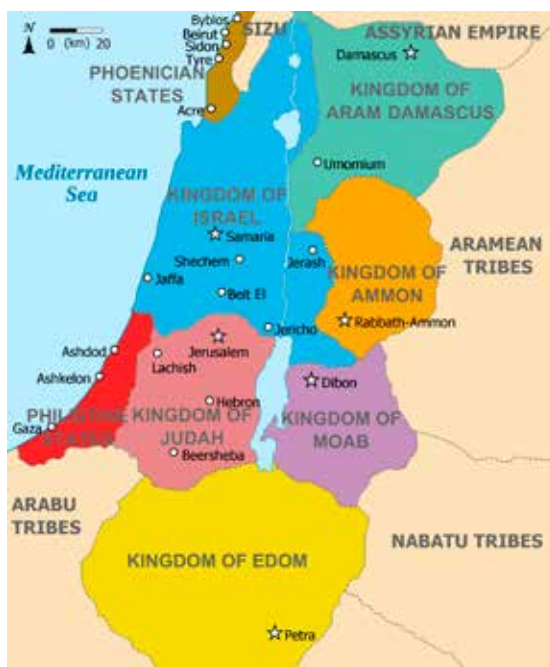 Byblos
Beirut
Sidon
Tyre
SIZU
ASSYRIAN EMPIRE
N
0 (km) 20
Damascus
PHOENICIAN
STATES
KINGDOM OF
ARAM DAMASCUS
Acre
Mediterranean
Sea
Umomium
KINGDOM OF
ISRAEL
Samaria
Shechem
Jerash
ARAMEAN
TRIBES
KINGDOM OF
AMMON
Jaffa
Beit El
Jericho
Rabbath-Ammon
Ashdod
Jerusalem
Lachish
Ashkelon
Dibon
Hebron
PHILISTINE
STATES
Gaza
KINGDOM OF
JUDAH
KINGDOM OF
MOAB
Beersheba
ARABU
TRIBES
NABATU TRIBES
KINGDOM OF EDOM
Petra